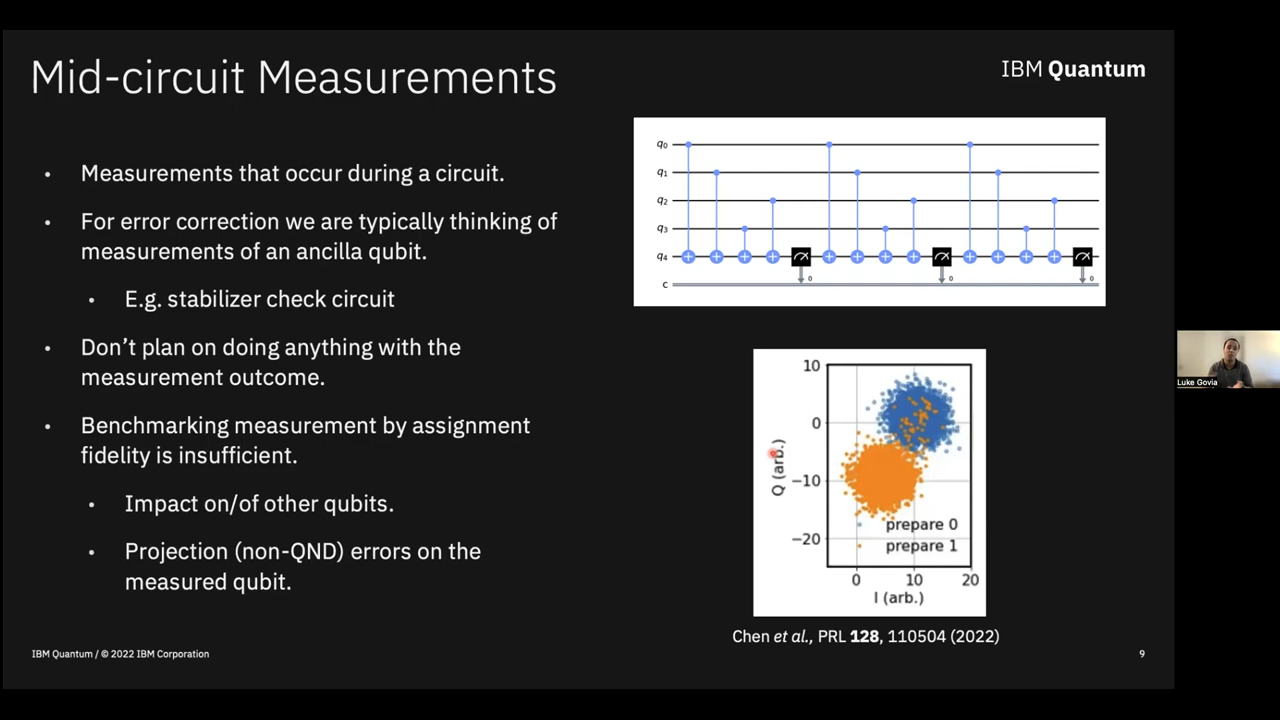 Mid-circuit Measurements
IBM Quantum
• Measurements that occur during a circuit.
• For error correction we are typically thinking of
measurements of an ancilla qubit.
• E.g. stabilizer check circuit
• Don’t plan on doing anything with the
measurement outcome.
• Benchmarking measurement by assignment
fidelity is insufficient.
• Impact on/of other qubits.
• Projection (non-QND) errors on the
measured qubit.
q0
q1
q2
q3
q4
0 0 0
c
10
0
−10
−20
Q (arb.)
prepare 0
prepare 1
0 10 20
I (arb.)
Chen et al., PRL 128, 110504 (2022)
Luke Govia
IBM Quantum / © 2022 IBM Corporation
9